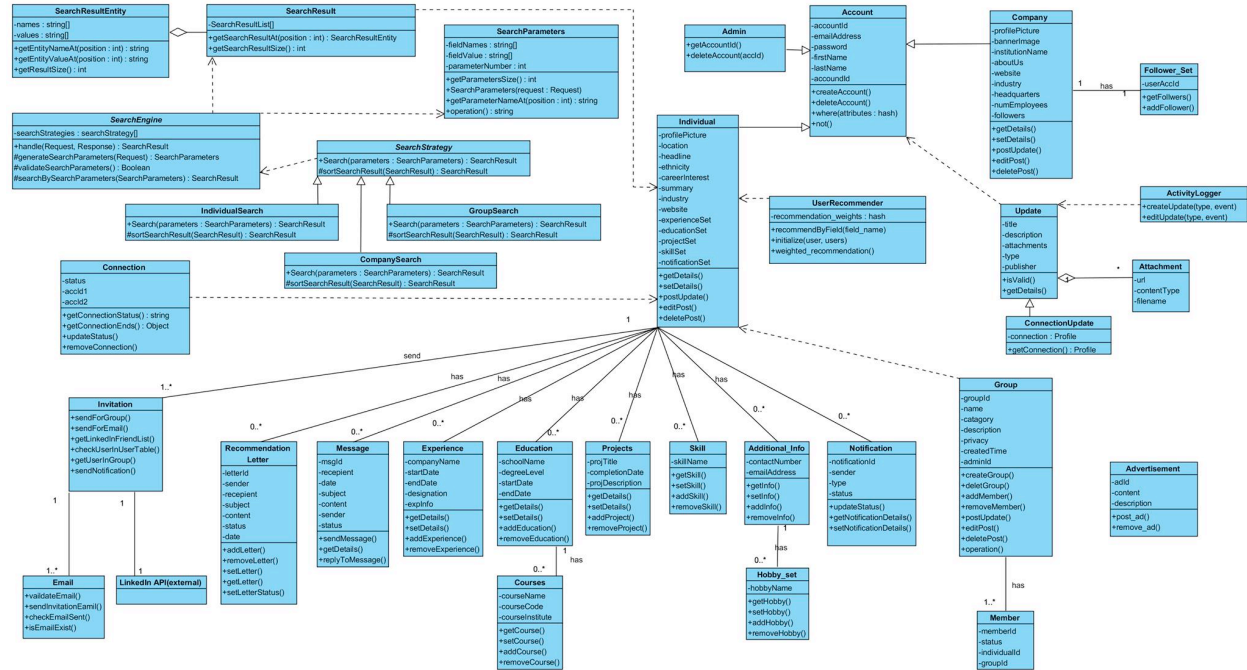 SearchResultEntity
-names : string[]
-values : string[]
+getEntityNameAt(position : int) : string
+getEntityValueAt(position : int) : string
+getResultSize() : int
SearchResult
-SearchResultList[]
+getSearchResultAt(position : int) : SearchResultEntity
+getSearchResultSize() : int
SearchParameters
-fieldNames : string[]
-fieldValue : string[]
-parameterNumber : int
+getParametersSize() : int
+SearchParameters(request : Request)
+getParameterNameAt(position : int) : string
+operation() : string
SearchEngine
-searchStrategies : searchStrategy[]
+handle(Request, Response) : SearchResult
#generateSearchParameters(Request) : SearchParameters
#validateSearchParameters() : Boolean
#searchBySearchParameters(SearchParameters) : SearchResult
SearchStrategy
+Search(parameters : SearchParameters) : SearchResult
#sortSearchResult(SearchResult) : SearchResult
IndividualSearch
+Search(parameters : SearchParameters) : SearchResult
#sortSearchResult(SearchResult) : SearchResult
GroupSearch
+Search(parameters : SearchParameters) : SearchResult
#sortSearchResult(SearchResult) : SearchResult
CompanySearch
+Search(parameters : SearchParameters) : SearchResult
#sortSearchResult(SearchResult) : SearchResult
Connection
-status
-accId1
-accId2
+getConnectionStatus() : string
+getConnectionEnds() : Object
+updateStatus()
+removeConnection()
Admin
+getAccountId()
+deleteAccount(accId)
Account
-accountId
-emailAddress
-password
-firstName
-lastName
-accoundId
+createAccount()
+deleteAccount()
+where(attributes : hash)
+not()
Company
-profilePicture
-bannerImage
-institutionName
-aboutUs
-website
-industry
-headquarters
-numEmployees
-followers
+getDetails()
+setDetails()
+postUpdate()
+editPost()
+deletePost()
1
has
1
Follower_Set
-userAccId
+getFollwers()
+addFollower()
Individual
-profilePicture
-location
-headline
-ethnicity
-careerInterest
-summary
-industry
-website
-experienceSet
-educationSet
-projectSet
-skillSet
-notificationSet
+getDetails()
+setDetails()
+postUpdate()
+editPost()
+deletePost()
UserRecommender
-recommendation_weights : hash
+recommendByField(field_name)
+initialize(user, users)
+weighted_recommendation()
ActivityLogger
+createUpdate(type, event)
+editUpdate(type, event)
Update
-title
-description
-attachments
-type
-publisher
+isValid()
+getDetails()
1
*
Attachment
-url
-contentType
-filename
ConnectionUpdate
-connection : Profile
+getConnection() : Profile
1
send
1..*
has
has
has
has
has
has
has
has
0..*
0..*
0..*
0..*
0..*
0..*
0..*
0..*
Invitation
+sendForGroup()
+sendForEmail()
+getLinkedInFriendList()
+checkUserInUserTable()
+getUserInGroup()
+sendNotification()
1
1
1..*
1
Email
+vaildateEmail()
+sendInvitationEamil()
+checkEmailSent()
+isEmailExist()
LinkedIn API(external)
Recommendation
Letter
-letterId
-sender
-recepient
-subject
-content
-status
-date
+addLetter()
+removeLetter()
+setLetter()
+getLetter()
+setLetterStatus()
Message
-msgId
-recepient
-date
-subject
-content
-sender
-status
+sendMessage()
+getDetails()
+replyToMessage()
Experience
-companyName
-startDate
-endDate
-designation
-expInfo
+getDetails()
+setDetails()
+addExperience()
+removeExperience()
Education
-schoolName
-degreeLevel
-startDate
-endDate
+getDetails()
+setDetails()
+addEducation()
+removeEducation()
1
has
0..*
Courses
-courseName
-courseCode
-courseInstitute
+getCourse()
+setCourse()
+addCourse()
+removeCourse()
Projects
-projTitle
-completionDate
-projDescription
+getDetails()
+setDetails()
+addProject()
+removeProject()
Skill
-skillName
+getSkill()
+setSkill()
+addSkill()
+removeSkill()
Additional_Info
-contactNumber
-emailAddress
+getInfo()
+setInfo()
+addInfo()
+removeInfo()
1
has
0..*
Hobby_set
-hobbyName
+getHobby()
+setHobby()
+addHobby()
+removeHobby()
Notification
-notificationId
-sender
-type
-status
+updateStatus()
+getNotificationDetails()
+setNotificationDetails()
Group
-groupId
-name
-catagory
-description
-privacy
-createdTime
-adminId
+createGroup()
+deletGroup()
+addMember()
+removeMember()
+postUpdate()
+editPost()
+deletePost()
+operation()
has
1..*
Member
-memberId
-status
-individualId
-groupId
Advertisement
-adId
-content
-description
+post_ad()
+remove_ad()